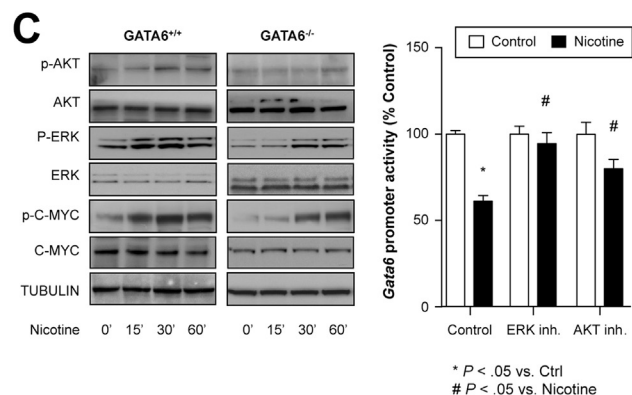 C
GATA6+/+ GATA6-/-
p-AKT
AKT
P-ERK
ERK
p-C-MYC
C-MYC
TUBULIN
Nicotine 0' 15' 30' 60' 0' 15' 30' 60'
Control Nicotine
Gata6 promoter activity (% Control)
150
100
50
0
*
#
#
Control ERK inh. AKT inh.
* P < .05 vs. Ctrl
# P < .05 vs. Nicotine